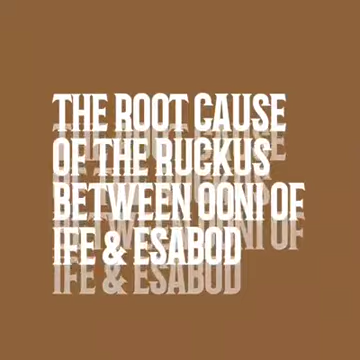 THE ROOT CAUSE
OF THE RUCKUS
BETWEEN OONI OF
IFE & ESABOD